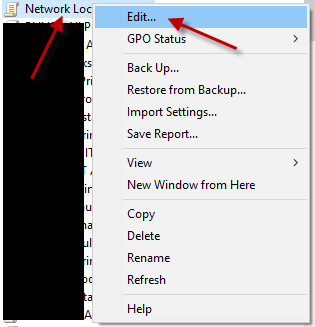 Network Loc
Edit...
GPO Status
Back Up...
Restore from Backup...
Import Settings...
Save Report...
View
New Window from Here
Copy
Delete
Rename
Refresh
Help